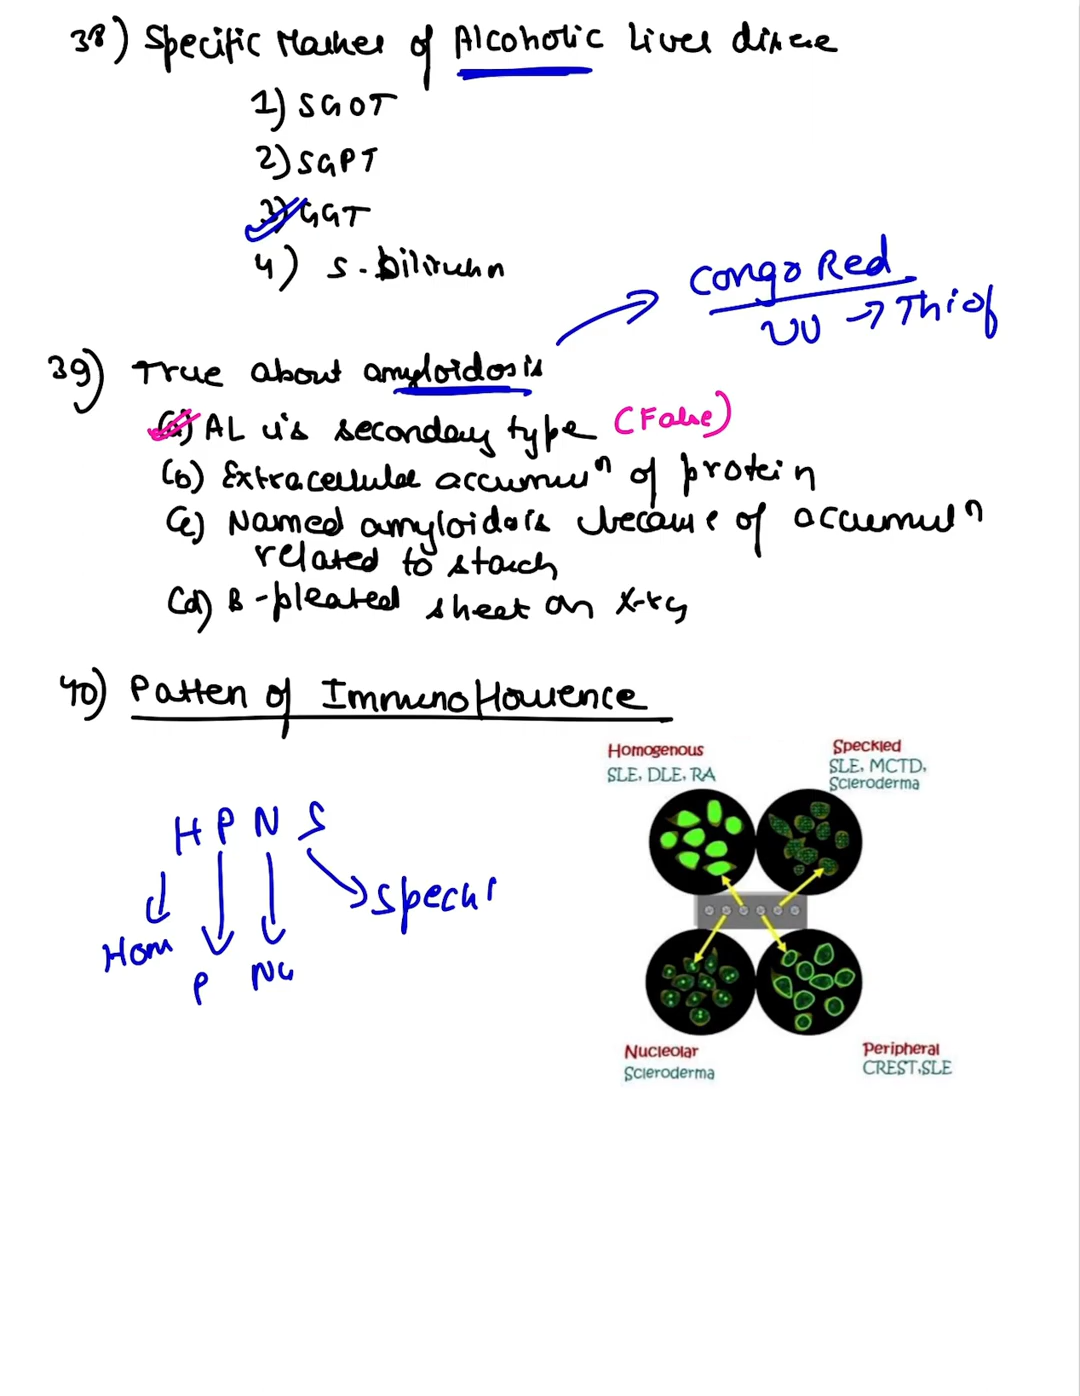 38) Specific Marker of Alcoholic Liver disease
1) SGOT
2) SGPT
3) GGT
4) S. bilirubin
Congo Red
UV → Thiof
39) True about amyloidosis
(a) AL is secondary type (False)
(b) Extracellular accumulⁿ of protein
(c) Named amyloidosis because of accumulⁿ
related to starch
(d) B-pleated sheet on X-ray
40) Pattern of Immunoflourence
Homogenous
SLE, DLE, RA
Speckled
SLE, MCTD,
Scleroderma
H P N S
Hom
P
Nu
Speckl
Nucleolar
Scleroderma
Peripheral
CREST,SLE